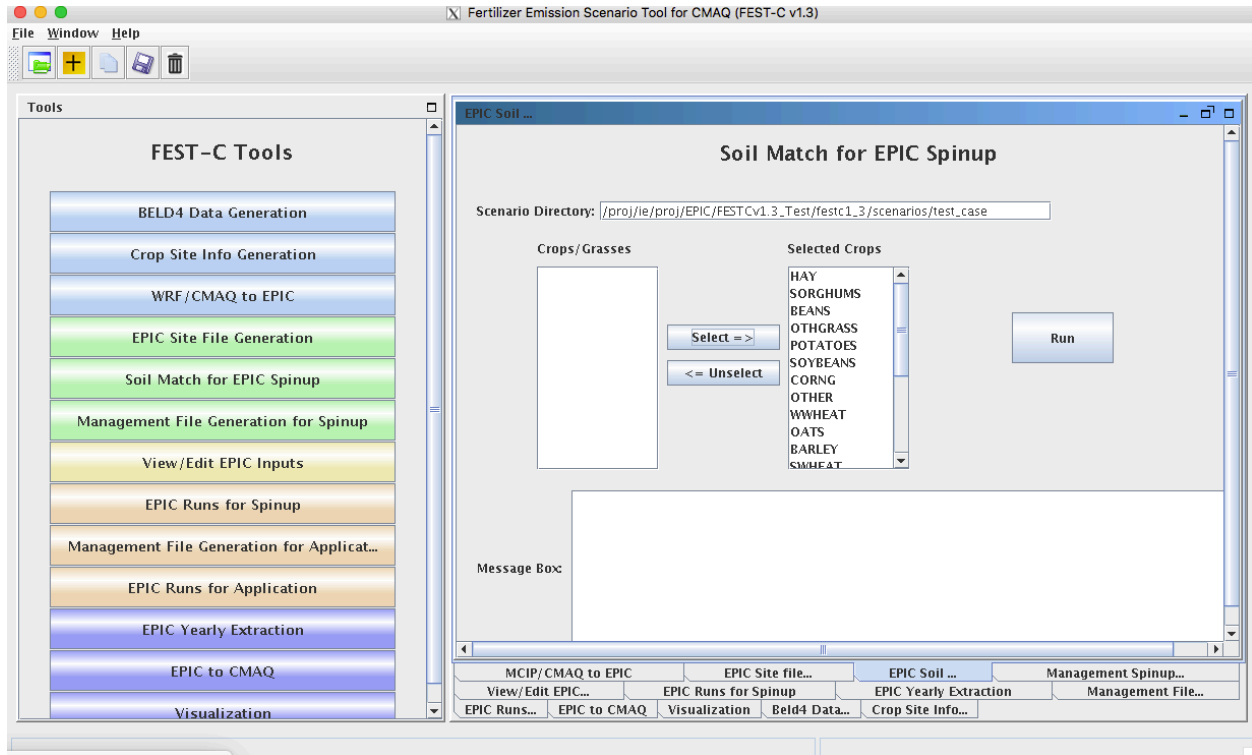 Fertilizer Emission Scenario Tool for CMAQ (FEST-C v1.3)
File Window Help
Tools
FEST-C Tools
BELD4 Data Generation
Crop Site Info Generation
WRF/CMAQ to EPIC
EPIC Site File Generation
Soil Match for EPIC Spinup
Management File Generation for Spinup
View/Edit EPIC Inputs
EPIC Runs for Spinup
Management File Generation for Applicat...
EPIC Runs for Application
EPIC Yearly Extraction
EPIC to CMAQ
Visualization
EPIC Soil ...
Soil Match for EPIC Spinup
Scenario Directory: /proj/ie/proj/EPIC/FESTCv1.3_Test/festc1_3/scenarios/test_case
Crops/Grasses
Selected Crops
HAY
SORGHUMS
BEANS
OTHGRASS
POTATOES
SOYBEANS
CORNG
OTHER
WWHEAT
OATS
BARLEY
SWHEAT
Select =>
<= Unselect
Run
Message Box:
MCIP/CMAQ to EPIC EPIC Site file... EPIC Soil ... Management Spinup...
View/Edit EPIC... EPIC Runs for Spinup EPIC Yearly Extraction Management File...
EPIC Runs... EPIC to CMAQ Visualization Beld4 Data... Crop Site Info...